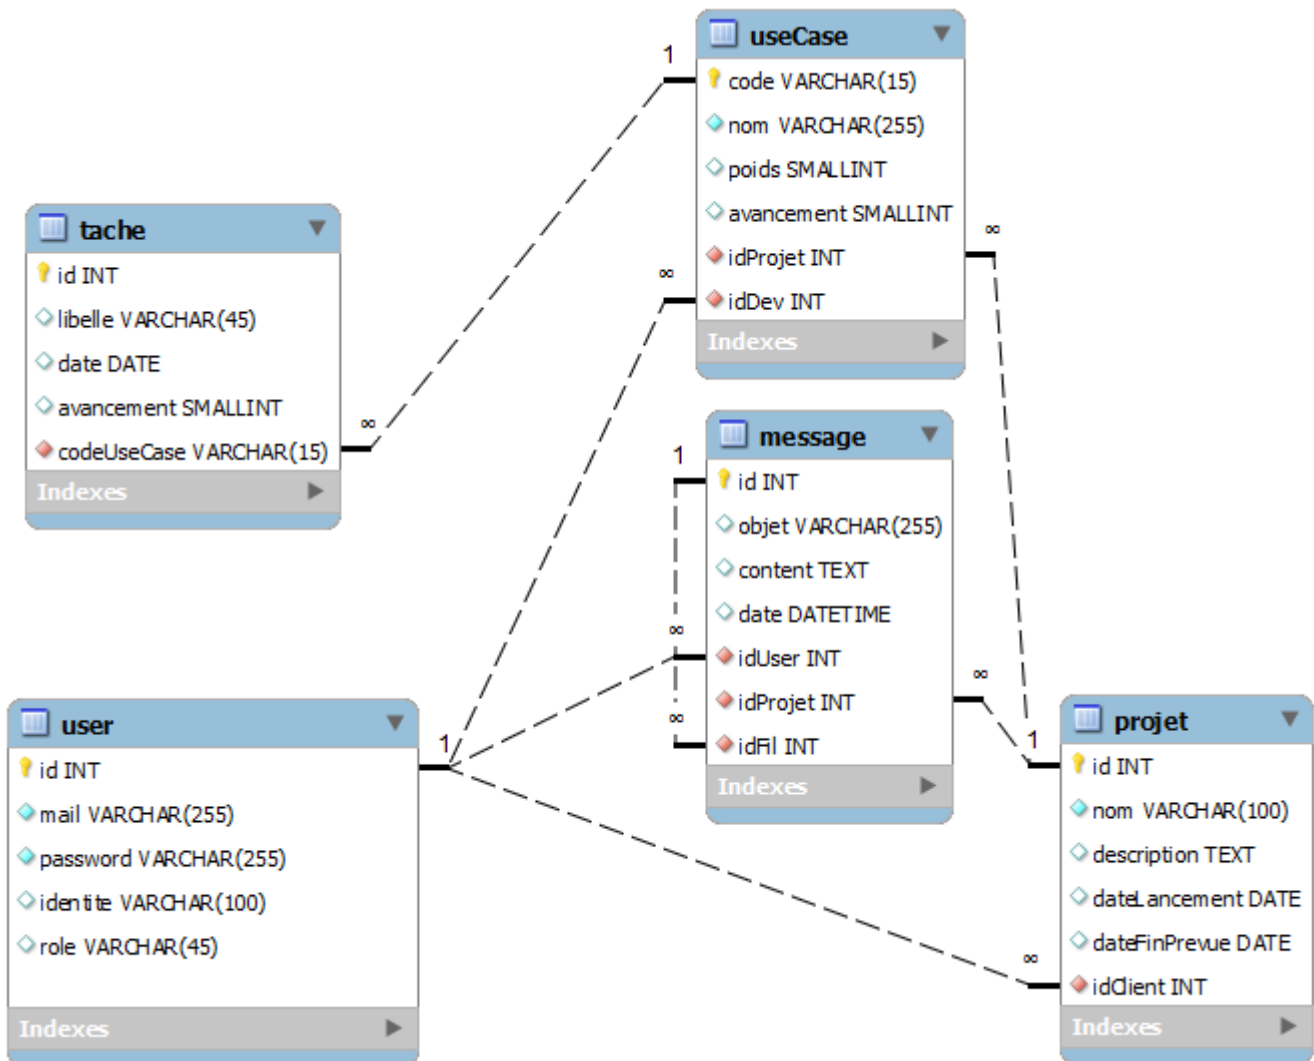 useCase
1
code VARCHAR(15)
nom VARCHAR(255)
poids SMALLINT
avancement SMALLINT
∞
idProjet INT
∞
idDev INT
Indexes
tache
id INT
libelle VARCHAR(45)
date DATE
avancement SMALLINT
∞
codeUseCase VARCHAR(15)
Indexes
message
1
id INT
objet VARCHAR(255)
content TEXT
date DATETIME
∞
idUser INT
∞
idProjet INT
∞
idFil INT
Indexes
user
1
id INT
mail VARCHAR(255)
password VARCHAR(255)
identite VARCHAR(100)
role VARCHAR(45)
Indexes
projet
1
id INT
nom VARCHAR(100)
description TEXT
dateLancement DATE
dateFinPrevue DATE
∞
idClient INT
Indexes